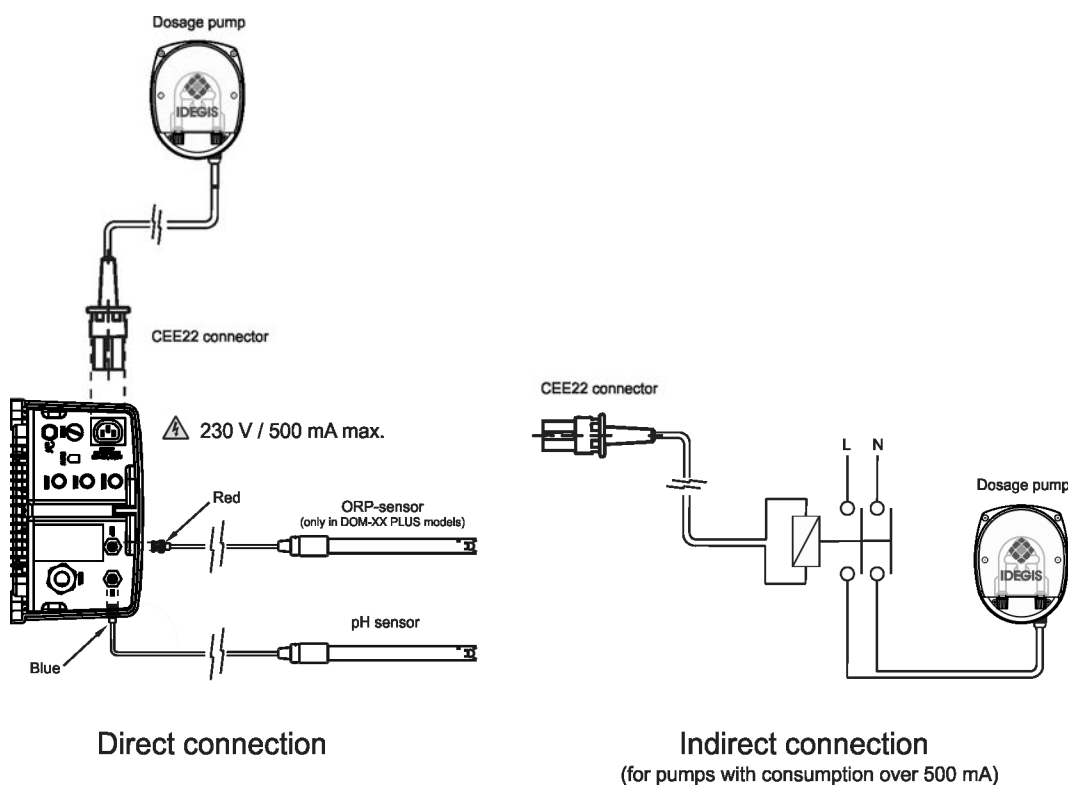 Dosage pump
IDEGIS
CEE22 connector
230 V / 500 mA max.
Red
ORP-sensor
(only in DOM-XX PLUS models)
pH sensor
Blue
Direct connection
CEE22 connector
L N
Dosage pump
IDEGIS
Indirect connection
(for pumps with consumption over 500 mA)